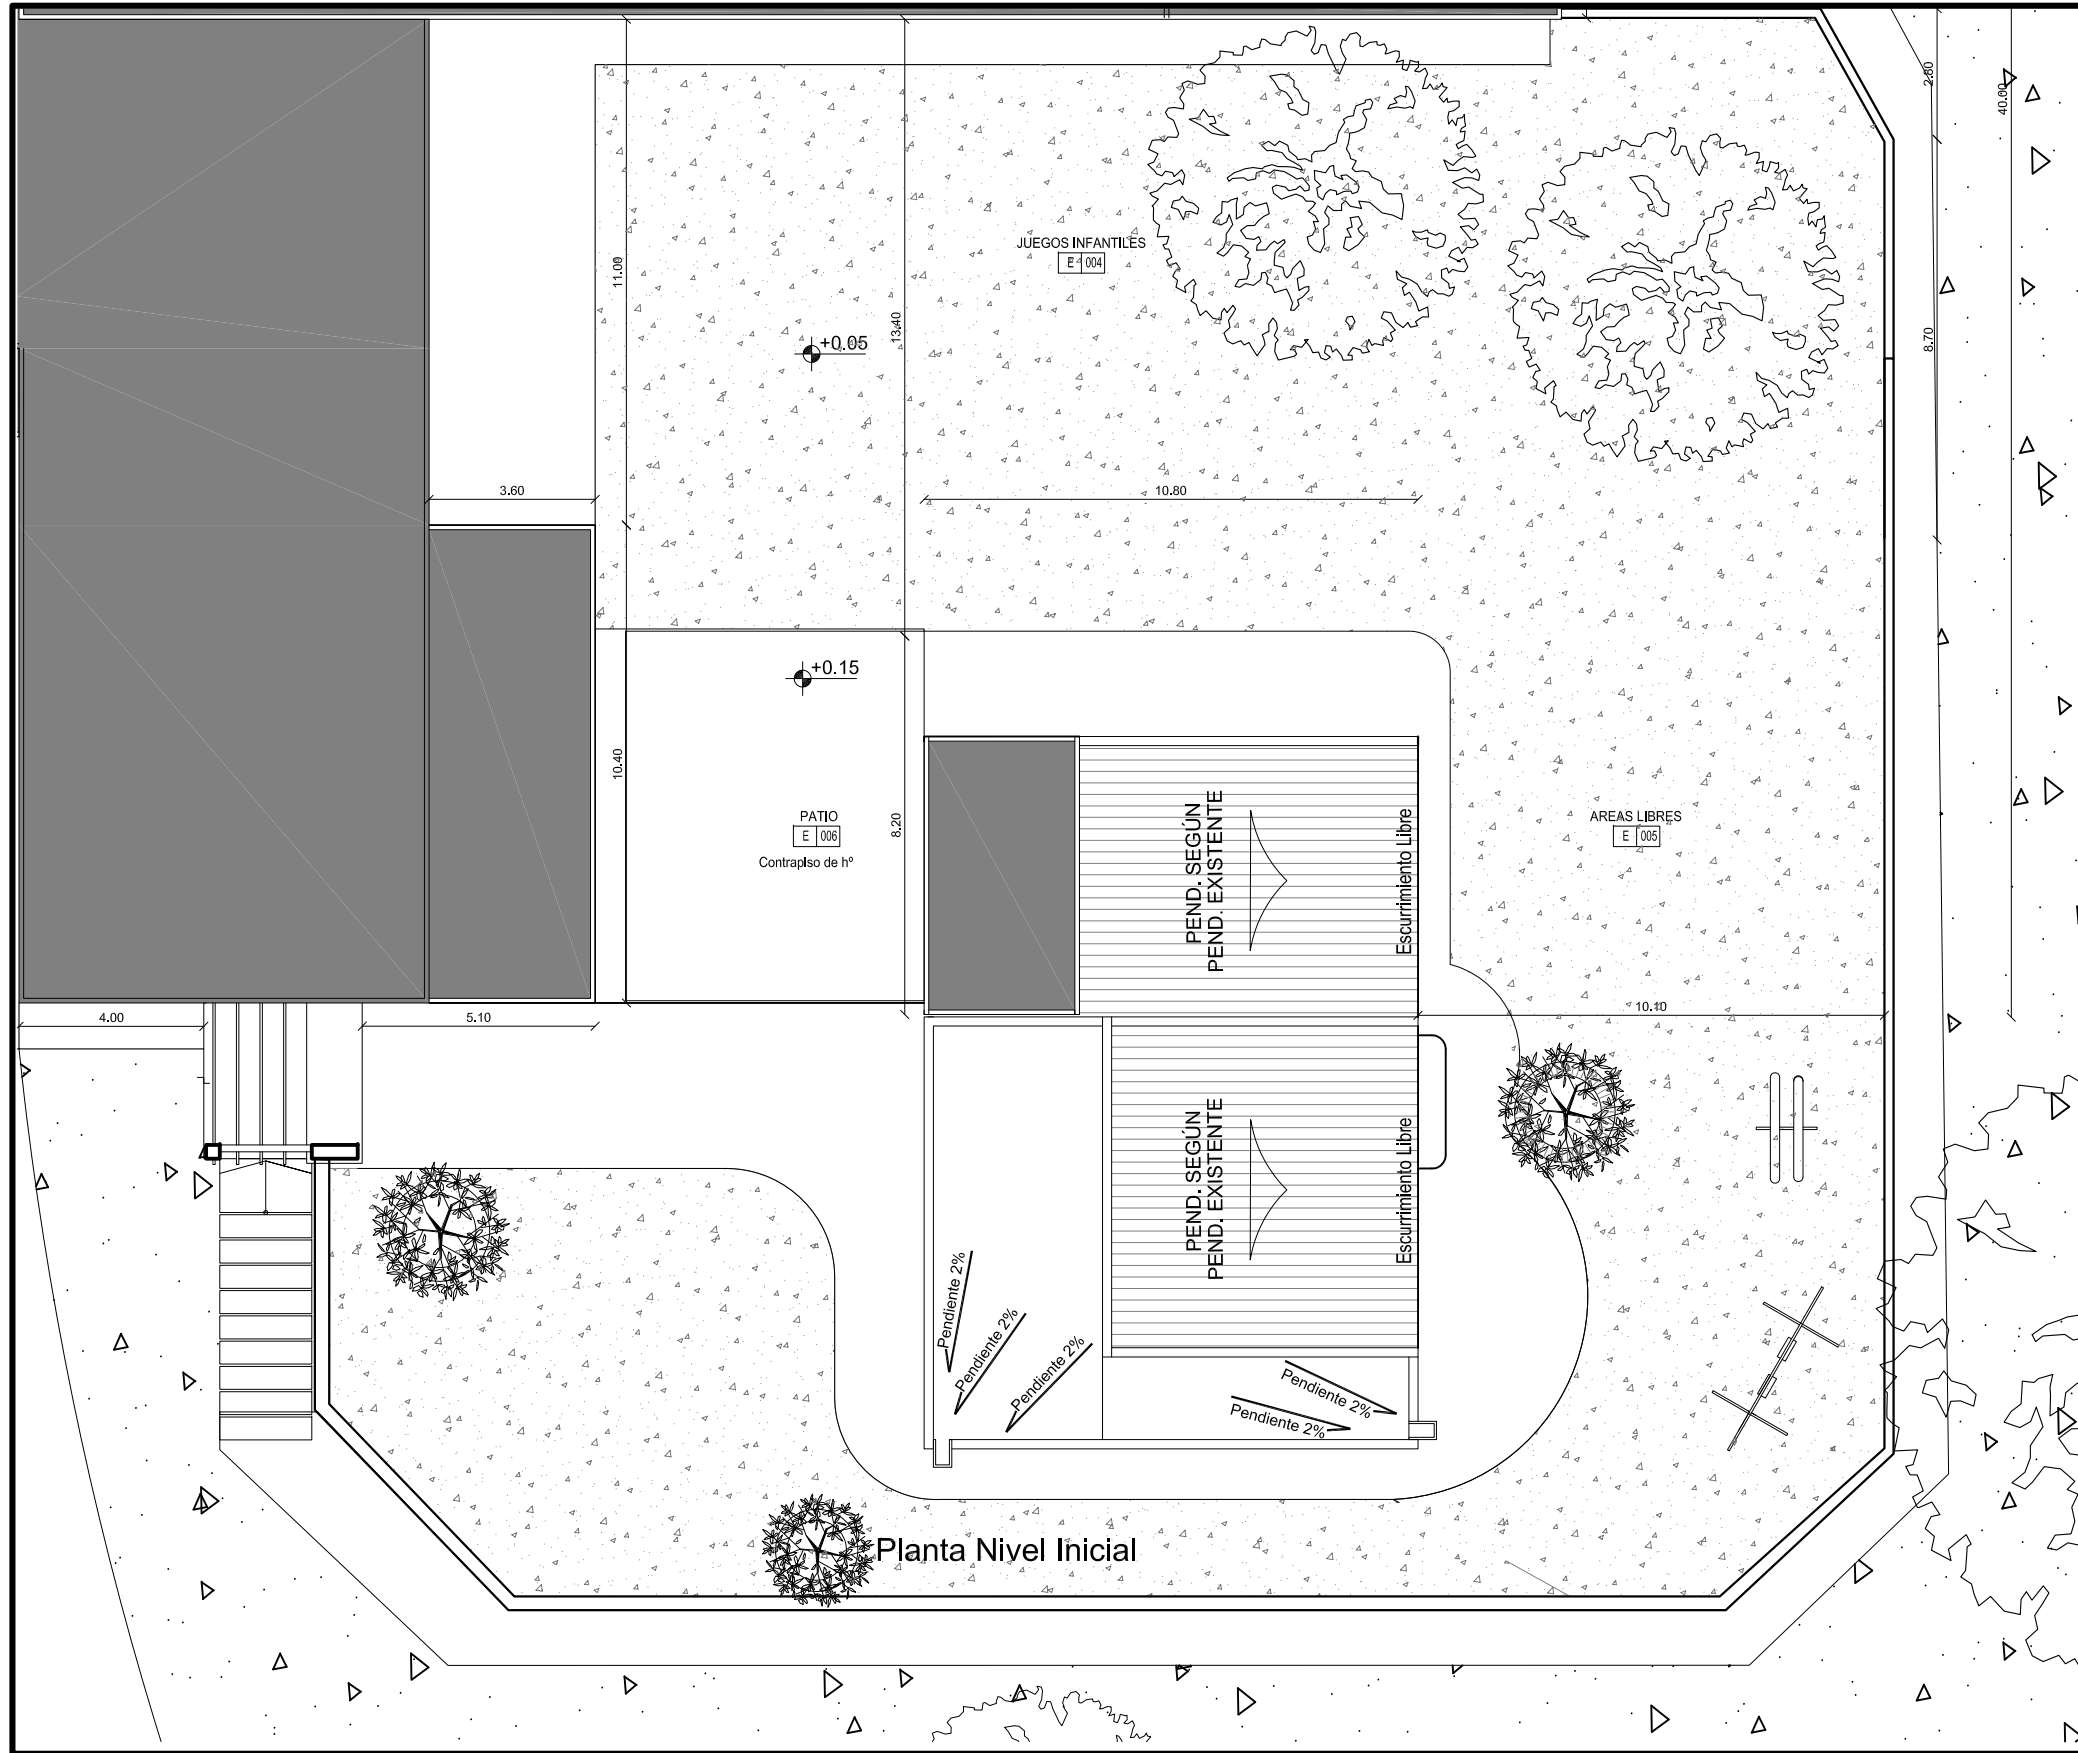 2.80
40.00
JUEGOS INFANTILES
E 004
11.00
13.40
+0.05
8.70
3.60
10.80
+0.15
10.40
PATIO
E 006
Contrapiso de hº
8.20
PEND. SEGÚN
PEND. EXISTENTE
Escurrimiento Libre
AREAS LIBRES
E 005
4.00
5.10
10.10
PEND. SEGÚN
PEND. EXISTENTE
Escurrimiento Libre
Pendiente 2%
Pendiente 2%
Pendiente 2%
Pendiente 2%
Pendiente 2%
Planta Nivel Inicial